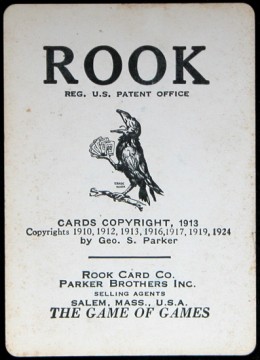 ROOK
REG. U.S. PATENT OFFICE
CARDS COPYRIGHT, 1913
Copyrights 1910, 1912, 1913, 1916, 1917, 1919, 1924
by Geo. S. Parker
ROOK CARD CO.
PARKER BROTHERS INC.
SELLING AGENTS
SALEM, MASS., U.S.A.
THE GAME OF GAMES